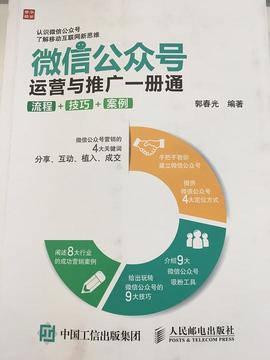 认识微信公众号
了解移动互联网新思维
微信公众号
运营与推广一册通
流程+技巧+案例
郭春光 编著
微信公众号营销的
4大关键词
分享、互动、植入、成交
手把手教你
建立微信公众号
提供
微信公众号
4大定位方式
介绍9大
微信公众号
吸粉工具
给出玩转
微信公众号
的9大技巧
阐述8大行业
的成功营销案例
中国工信出版集团
人民邮电出版社